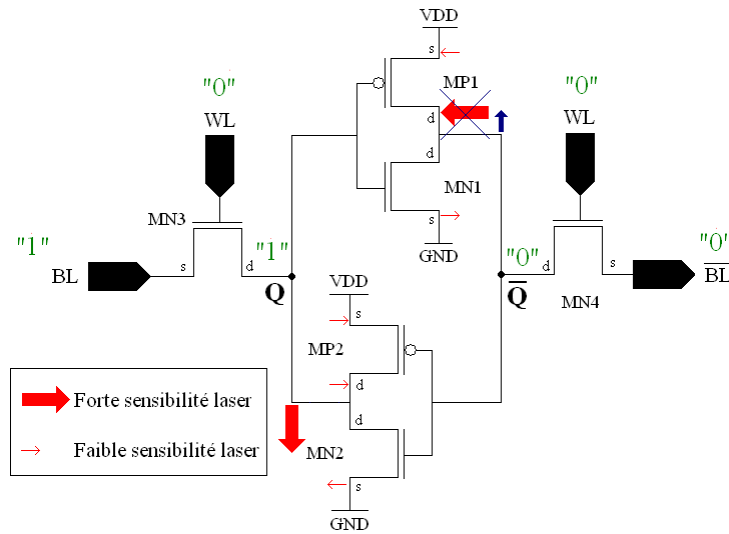 VDD
s
"0"
WL
MP1
d
d
MN1
s
GND
"0"
WL
MN3
"1"
BL
s
d
"1"
Q
"0"
Q̅
d
s
MN4
"0"
B̅L̅
VDD
s
MP2
d
d
MN2
s
GND
Forte sensibilité laser
Faible sensibilité laser